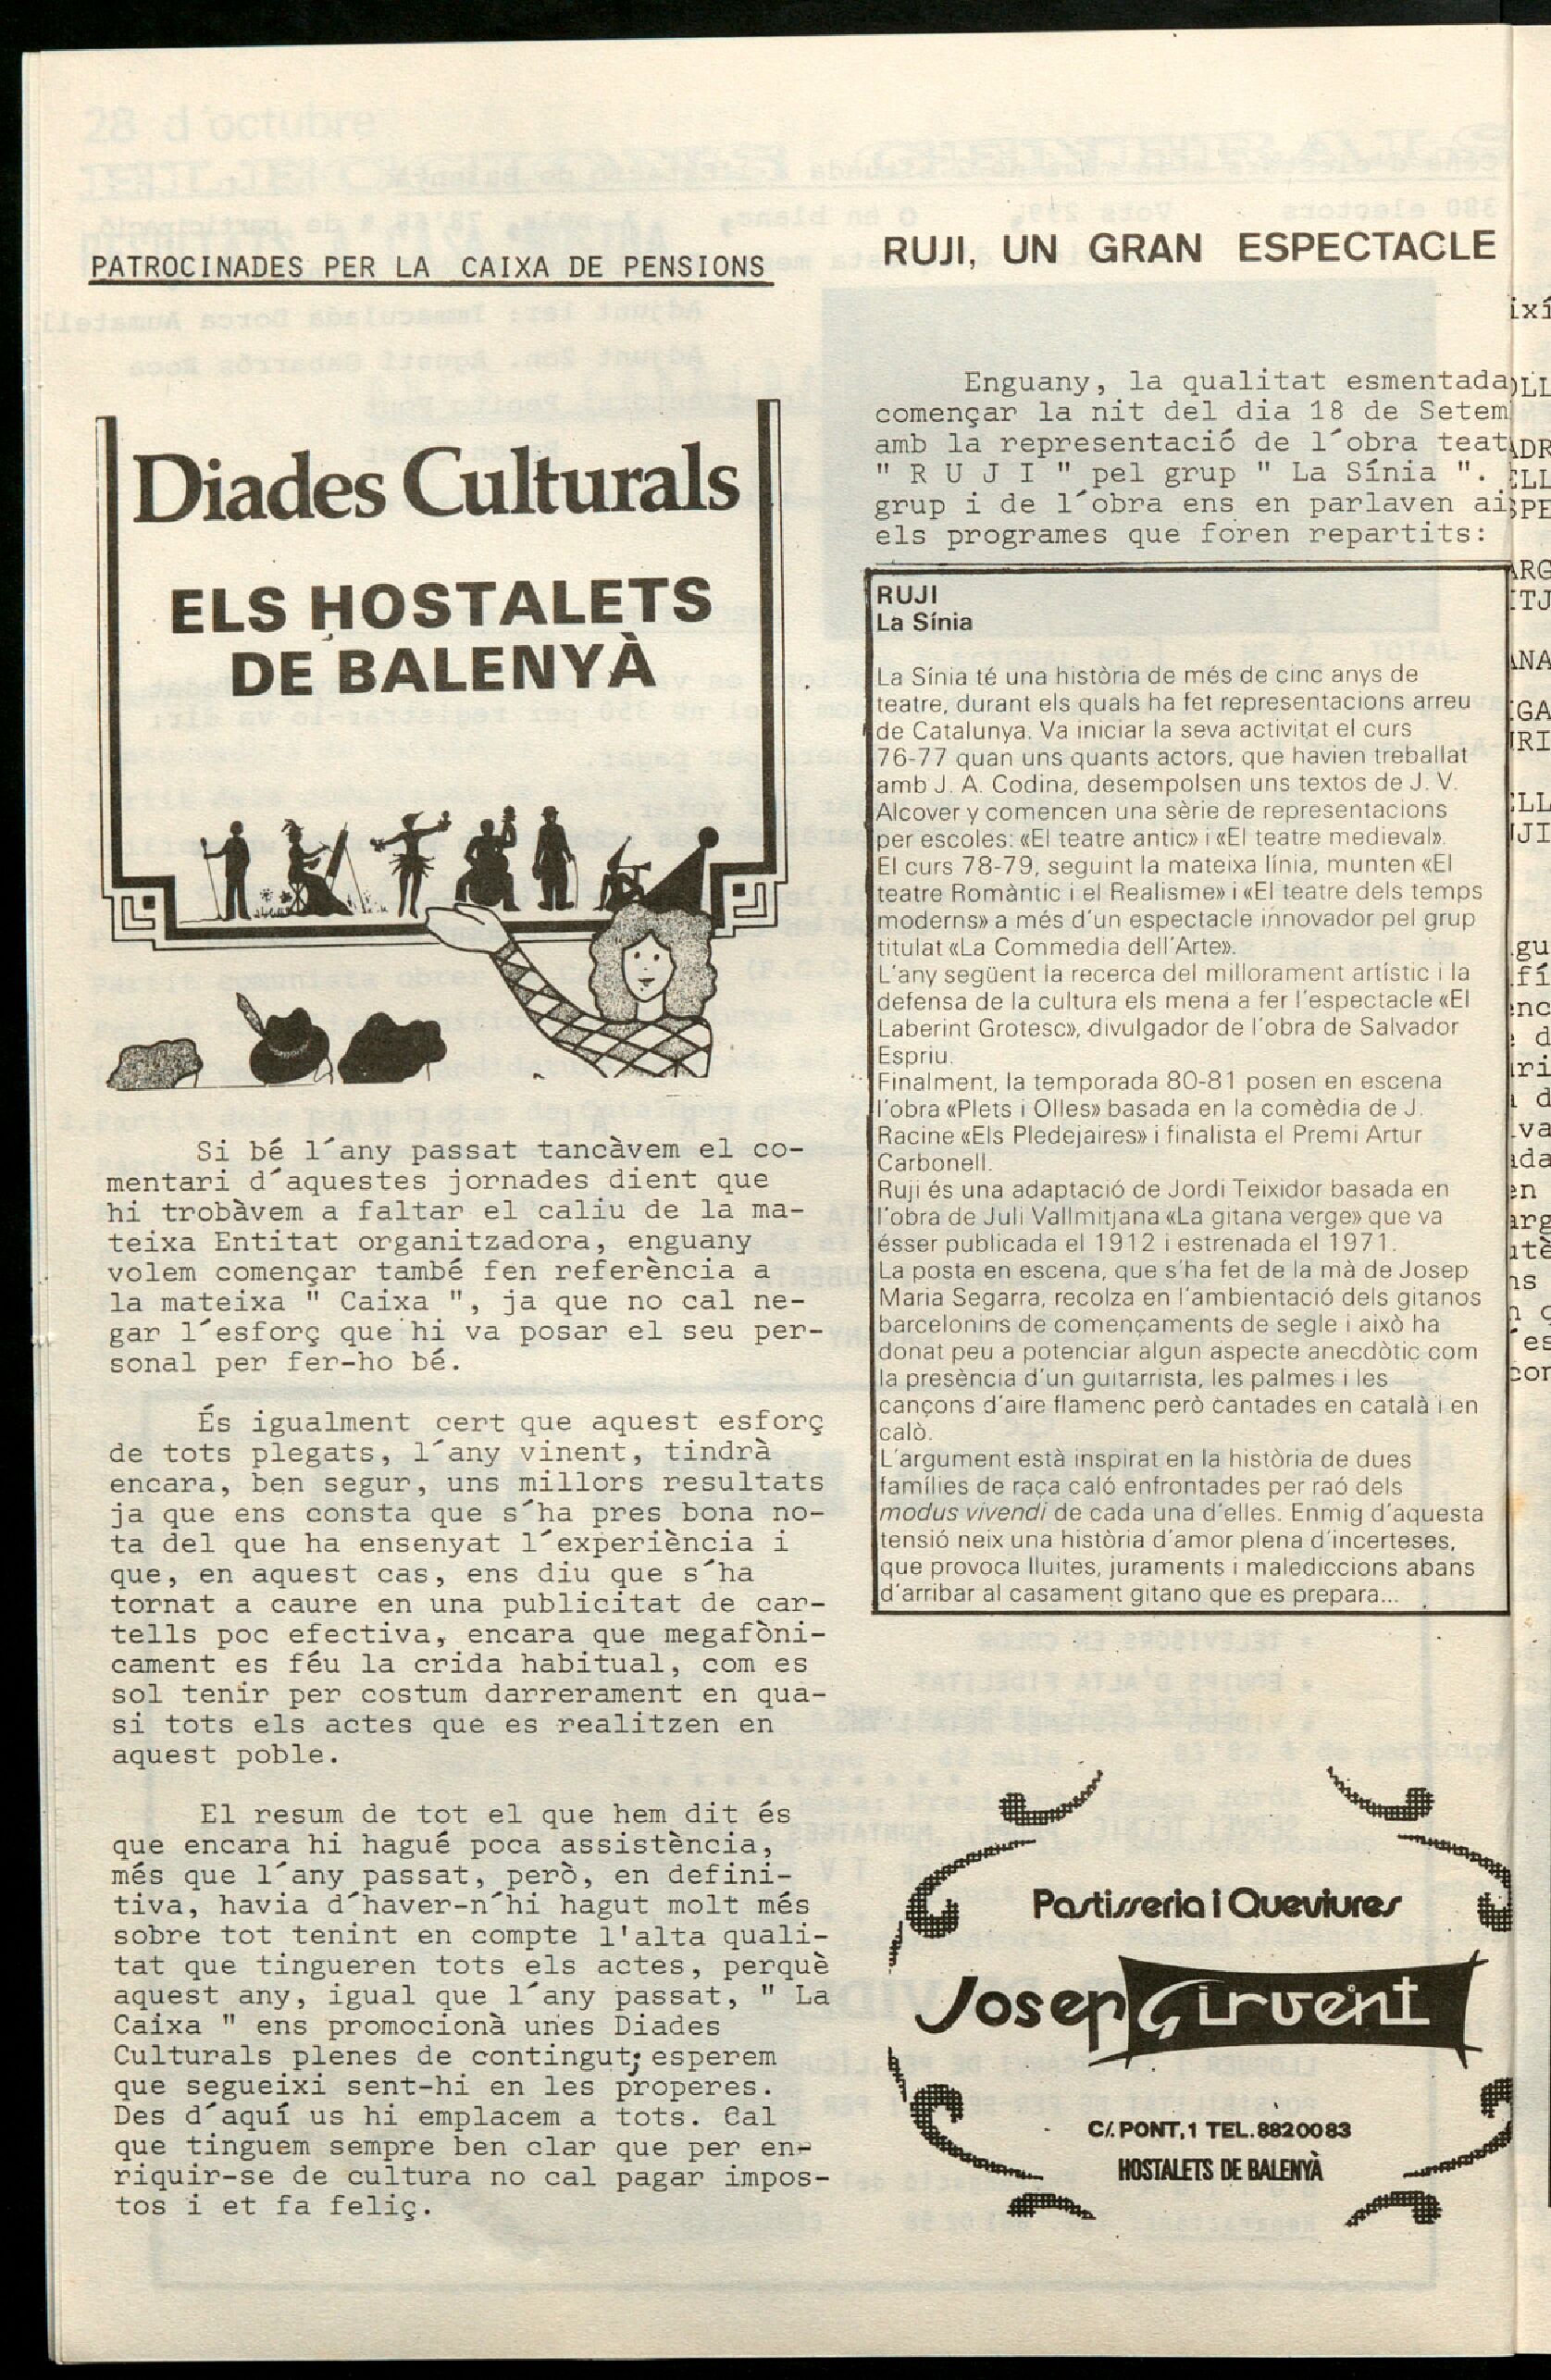 PATROCINADES PER LA CAIXA DE PENSIONS
Diades Culturals
ELS HOSTALETS
DE BALENYÀ
Si bé l´any passat tancàvem el co-
mentari d´aquestes jornades dient que
hi trobàvem a faltar el caliu de la ma-
teixa Entitat organitzadora, enguany
volem començar també fen referència a
la mateixa " Caixa ", ja que no cal ne-
gar l´esforç que hi va posar el seu per-
sonal per fer-ho bé.
És igualment cert que aquest esforç
de tots plegats, l´any vinent, tindrà
encara, ben segur, uns millors resultats
ja que ens consta que s´ha pres bona no-
ta del que ha ensenyat l´experiència i
que, en aquest cas, ens diu que s´ha
tornat a caure en una publicitat de car-
tells poc efectiva, encara que megafòni-
cament es féu la crida habitual, com es
sol tenir per costum darrerament en qua-
si tots els actes que es realitzen en
aquest poble.
El resum de tot el que hem dit és
que encara hi hagué poca assistència,
més que l´any passat, però, en defini-
tiva, havia d´haver-n´hi hagut molt més
sobre tot tenint en compte l'alta quali-
tat que tingueren tots els actes, perquè
aquest any, igual que l´any passat, " La
Caixa " ens promocionà unes Diades
Culturals plenes de contingut; esperem
que segueixi sent-hi en les properes.
Des d´aquí us hi emplacem a tots. Cal
que tinguem sempre ben clar que per en-
riquir-se de cultura no cal pagar impos-
tos i et fa feliç.
RUJI, UN GRAN ESPECTACLE
Enguany, la qualitat esmentada
començar la nit del dia 18 de Setem
amb la representació de l´obra teat
" R U J I " pel grup " La Sínia ".
grup i de l´obra ens en parlaven ai
els programes que foren repartits:
RUJI
La Sínia
La Sínia té una història de més de cinc anys de
teatre, durant els quals ha fet representacions arreu
de Catalunya. Va iniciar la seva activitat el curs
76-77 quan uns quants actors, que havien treballat
amb J. A. Codina, desempolsen uns textos de J. V.
Alcover y comencen una sèrie de representacions
per escoles: «El teatre antic» i «El teatre medieval».
El curs 78-79, seguint la mateixa línia, munten «El
teatre Romàntic i el Realisme» i «El teatre dels temps
moderns» a més d'un espectacle innovador pel grup
titulat «La Commedia dell'Arte».
L'any següent la recerca del millorament artístic i la
defensa de la cultura els mena a fer l'espectacle «El
Laberint Grotesc», divulgador de l'obra de Salvador
Espriu.
Finalment, la temporada 80-81 posen en escena
l'obra «Plets i Olles» basada en la comèdia de J.
Racine «Els Pledejaires» i finalista el Premi Artur
Carbonell.
Ruji és una adaptació de Jordi Teixidor basada en
l'obra de Juli Vallmitjana «La gitana verge» que va
ésser publicada el 1912 i estrenada el 1971.
La posta en escena, que s'ha fet de la mà de Josep
Maria Segarra, recolza en l'ambientació dels gitanos
barcelonins de començaments de segle i això ha
donat peu a potenciar algun aspecte anecdòtic com
la presència d'un guitarrista, les palmes i les
cançons d'aire flamenc però cantades en català i en
calò.
L'argument està inspirat en la història de dues
famílies de raça caló enfrontades per raó dels
modus vivendi de cada una d'elles. Enmig d'aquesta
tensió neix una història d'amor plena d'incerteses,
que provoca lluites, juraments i malediccions abans
d'arribar al casament gitano que es prepara...
Pastisseria i Queviures
Josep Girvent
C/. PONT, 1 TEL. 8820083
HOSTALETS DE BALENYÀ